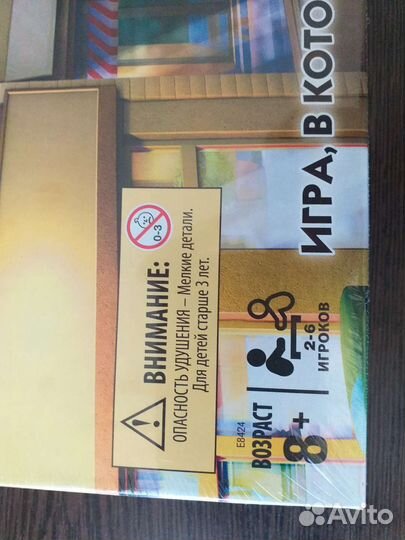 ИГРА, В КОТО
ВНИМАНИЕ:
ОПАСНОСТЬ УДУШЕНИЯ – Мелкие детали.
Для детей старше 3 лет.
0-3
E8424
ВОЗРАСТ
8+
2-6
ИГРОКОВ
Avito